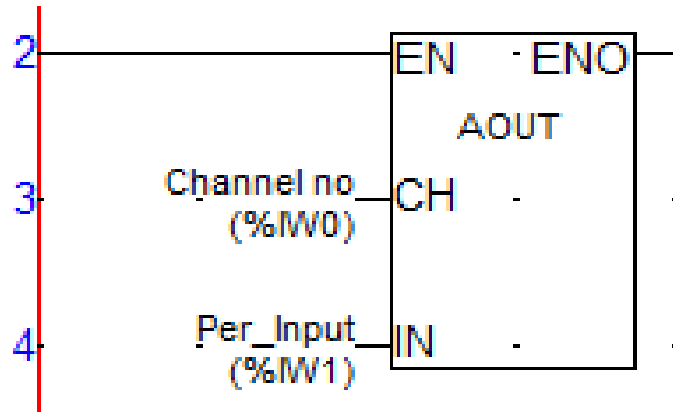 2
EN ENO
AOUT
3
Channel no
(%IW0)
CH
4
Per_Input
(%IW1)
IN